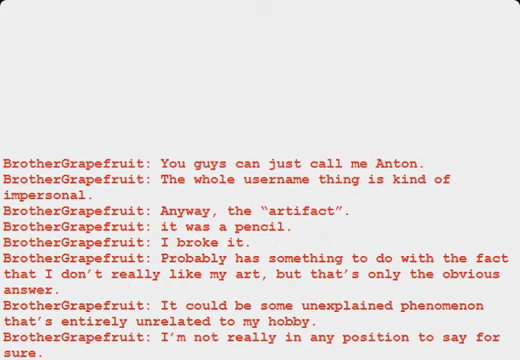 BrotherGrapefruit: You guys can just call me Anton.
BrotherGrapefruit: The whole username thing is kind of
impersonal.
BrotherGrapefruit: Anyway, the “artifact”.
BrotherGrapefruit: it was a pencil.
BrotherGrapefruit: I broke it.
BrotherGrapefruit: Probably has something to do with the fact
that I don’t really like my art, but that’s only the obvious
answer.
BrotherGrapefruit: It could be some unexplained phenomenon
that’s entirely unrelated to my hobby.
BrotherGrapefruit: I’m not really in any position to say for
sure.